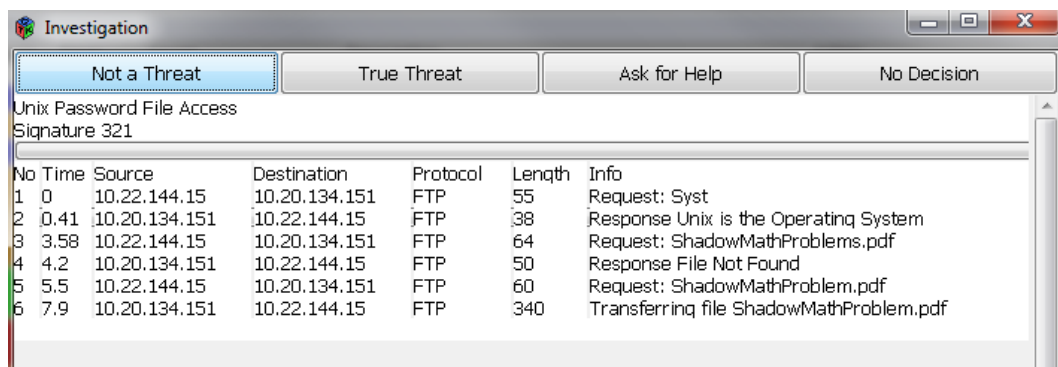 Investigation
Not a Threat True Threat Ask for Help No Decision
Unix Password File Access
Signature 321
No Time Source Destination Protocol Length Info
1 0 10.22.144.15 10.20.134.151 FTP 55 Request: Syst
2 0.41 10.20.134.151 10.22.144.15 FTP 38 Response Unix is the Operating System
3 3.58 10.22.144.15 10.20.134.151 FTP 64 Request: ShadowMathProblems.pdf
4 4.2 10.20.134.151 10.22.144.15 FTP 50 Response File Not Found
5 5.5 10.22.144.15 10.20.134.151 FTP 60 Request: ShadowMathProblem.pdf
6 7.9 10.20.134.151 10.22.144.15 FTP 340 Transferring file ShadowMathProblem.pdf